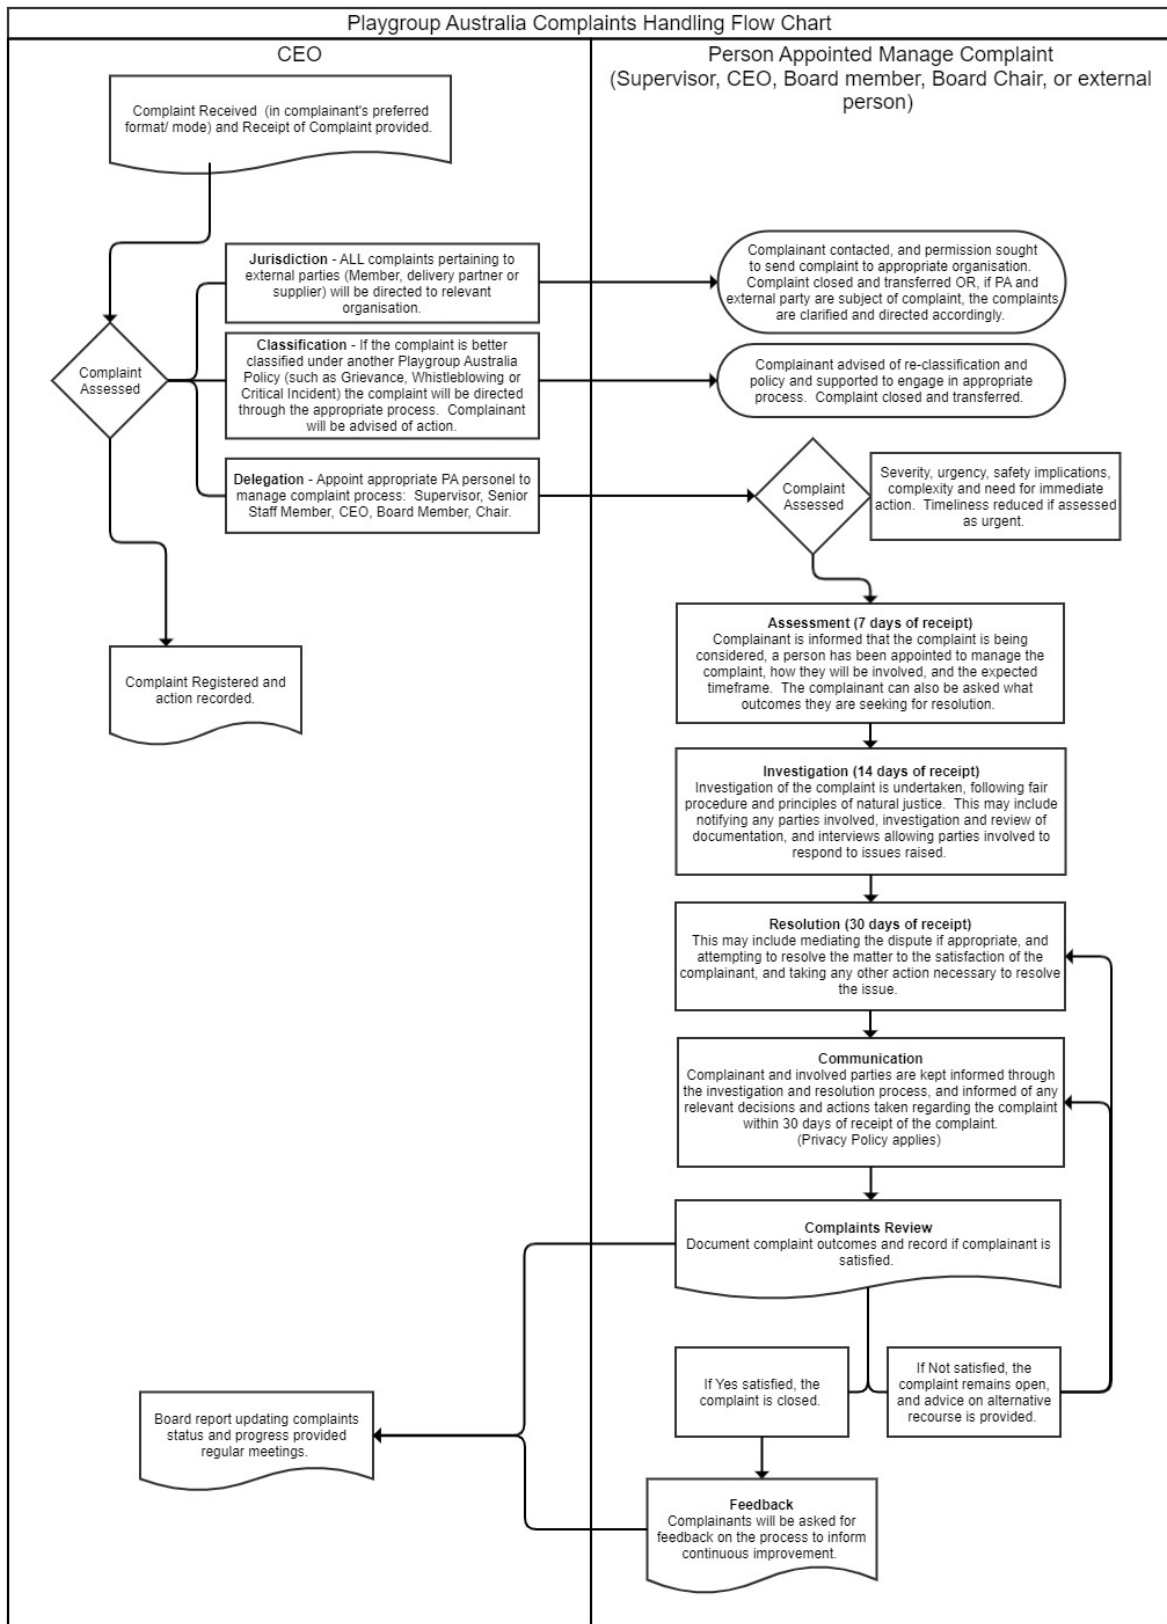 Playgroup Australia Complaints Handling Flow Chart
CEO
Person Appointed Manage Complaint
(Supervisor, CEO, Board member, Board Chair, or external
person)
Complaint Received  (in complainant's preferred
format/ mode) and Receipt of Complaint provided.
Complaint
Assessed
Jurisdiction - ALL complaints pertaining to
external parties (Member, delivery partner or
supplier) will be directed to relevant
organisation.
Complainant contacted, and permission sought
to send complaint to appropriate organisation.
Complaint closed and transferred OR, if PA and
external party are subject of complaint, the complaints
are clarified and directed accordingly.
Classification - If the complaint is better
classified under another Playgroup Australia
Policy (such as Grievance, Whistleblowing or
Critical Incident) the complaint will be directed
through the appropriate process.  Complainant
will be advised of action.
Complainant advised of re-classification and
policy and supported to engage in appropriate
process.  Complaint closed and transferred.
Delegation - Appoint appropriate PA personel to
manage complaint process:  Supervisor, Senior
Staff Member, CEO, Board Member, Chair.
Complaint
Assessed
Severity, urgency, safety implications,
complexity and need for immediate
action.  Timeliness reduced if assessed
as urgent.
Complaint Registered and
action recorded.
Assessment (7 days of receipt)
Complainant is informed that the complaint is being
considered, a person has been appointed to manage the
complaint, how they will be involved, and the expected
timeframe.  The complainant can also be asked what
outcomes they are seeking for resolution.
Investigation (14 days of receipt)
Investigation of the complaint is undertaken, following fair
procedure and principles of natural justice.  This may include
notifying any parties involved, investigation and review of
documentation, and interviews allowing parties involved to
respond to issues raised.
Resolution (30 days of receipt)
This may include mediating the dispute if appropriate, and
attempting to resolve the matter to the satisfaction of the
complainant, and taking any other action necessary to resolve
the issue.
Communication
Complainant and involved parties are kept informed through
the investigation and resolution process, and informed of any
relevant decisions and actions taken regarding the complaint
within 30 days of receipt of the complaint.
(Privacy Policy applies)
Complaints Review
Document complaint outcomes and record if complainant is
satisfied.
If Yes satisfied, the
complaint is closed.
If Not satisfied, the
complaint remains open,
and advice on alternative
recourse is provided.
Board report updating complaints
status and progress provided
regular meetings.
Feedback
Complainants will be asked for
feedback on the process to inform
continuous improvement.